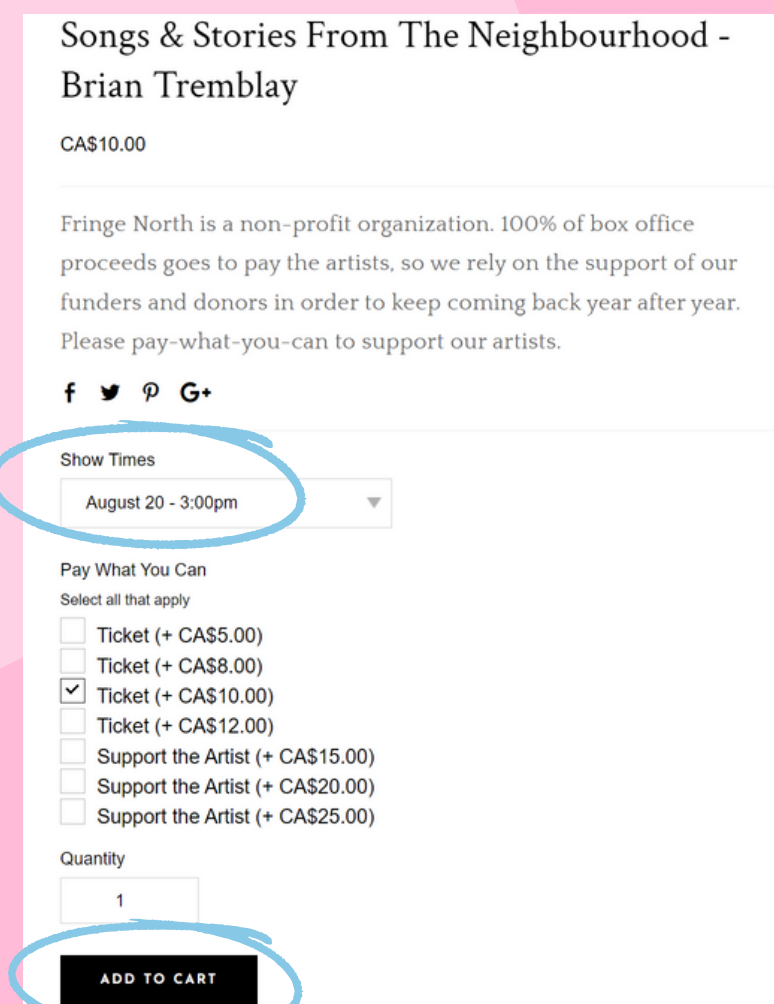 Songs & Stories From The Neighbourhood -
Brian Tremblay
CA$10.00
Fringe North is a non-profit organization. 100% of box office
proceeds goes to pay the artists, so we rely on the support of our
funders and donors in order to keep coming back year after year.
Please pay-what-you-can to support our artists.
G+
Show Times
August 20 - 3:00pm
Pay What You Can
Select all that apply
Ticket (+ CA$5.00)
Ticket (+ CA$8.00)
Ticket (+ CA$10.00)
Ticket (+ CA$12.00)
Support the Artist (+ CA$15.00)
Support the Artist (+ CA$20.00)
Support the Artist (+ CA$25.00)
Quantity
1
ADD TO CART